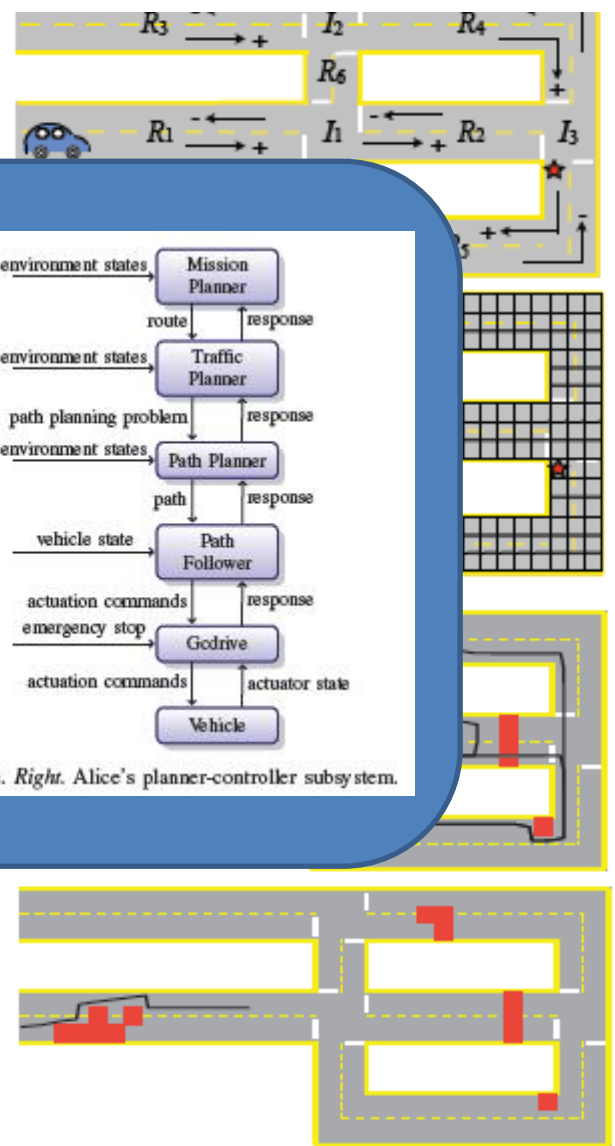 R3 + I2 - R4
R6 +
R1 - + I1 - + R2 I3
+ -
5
environment states Mission
Planner
route response
environment states Traffic
Planner
path planning problem response
environment states Path Planner
path response
vehicle state Path
Follower
actuation commands response
emergency stop Gcdrive
actuation commands actuator state
Vehicle
. Right. Alice's planner-controller subsystem.